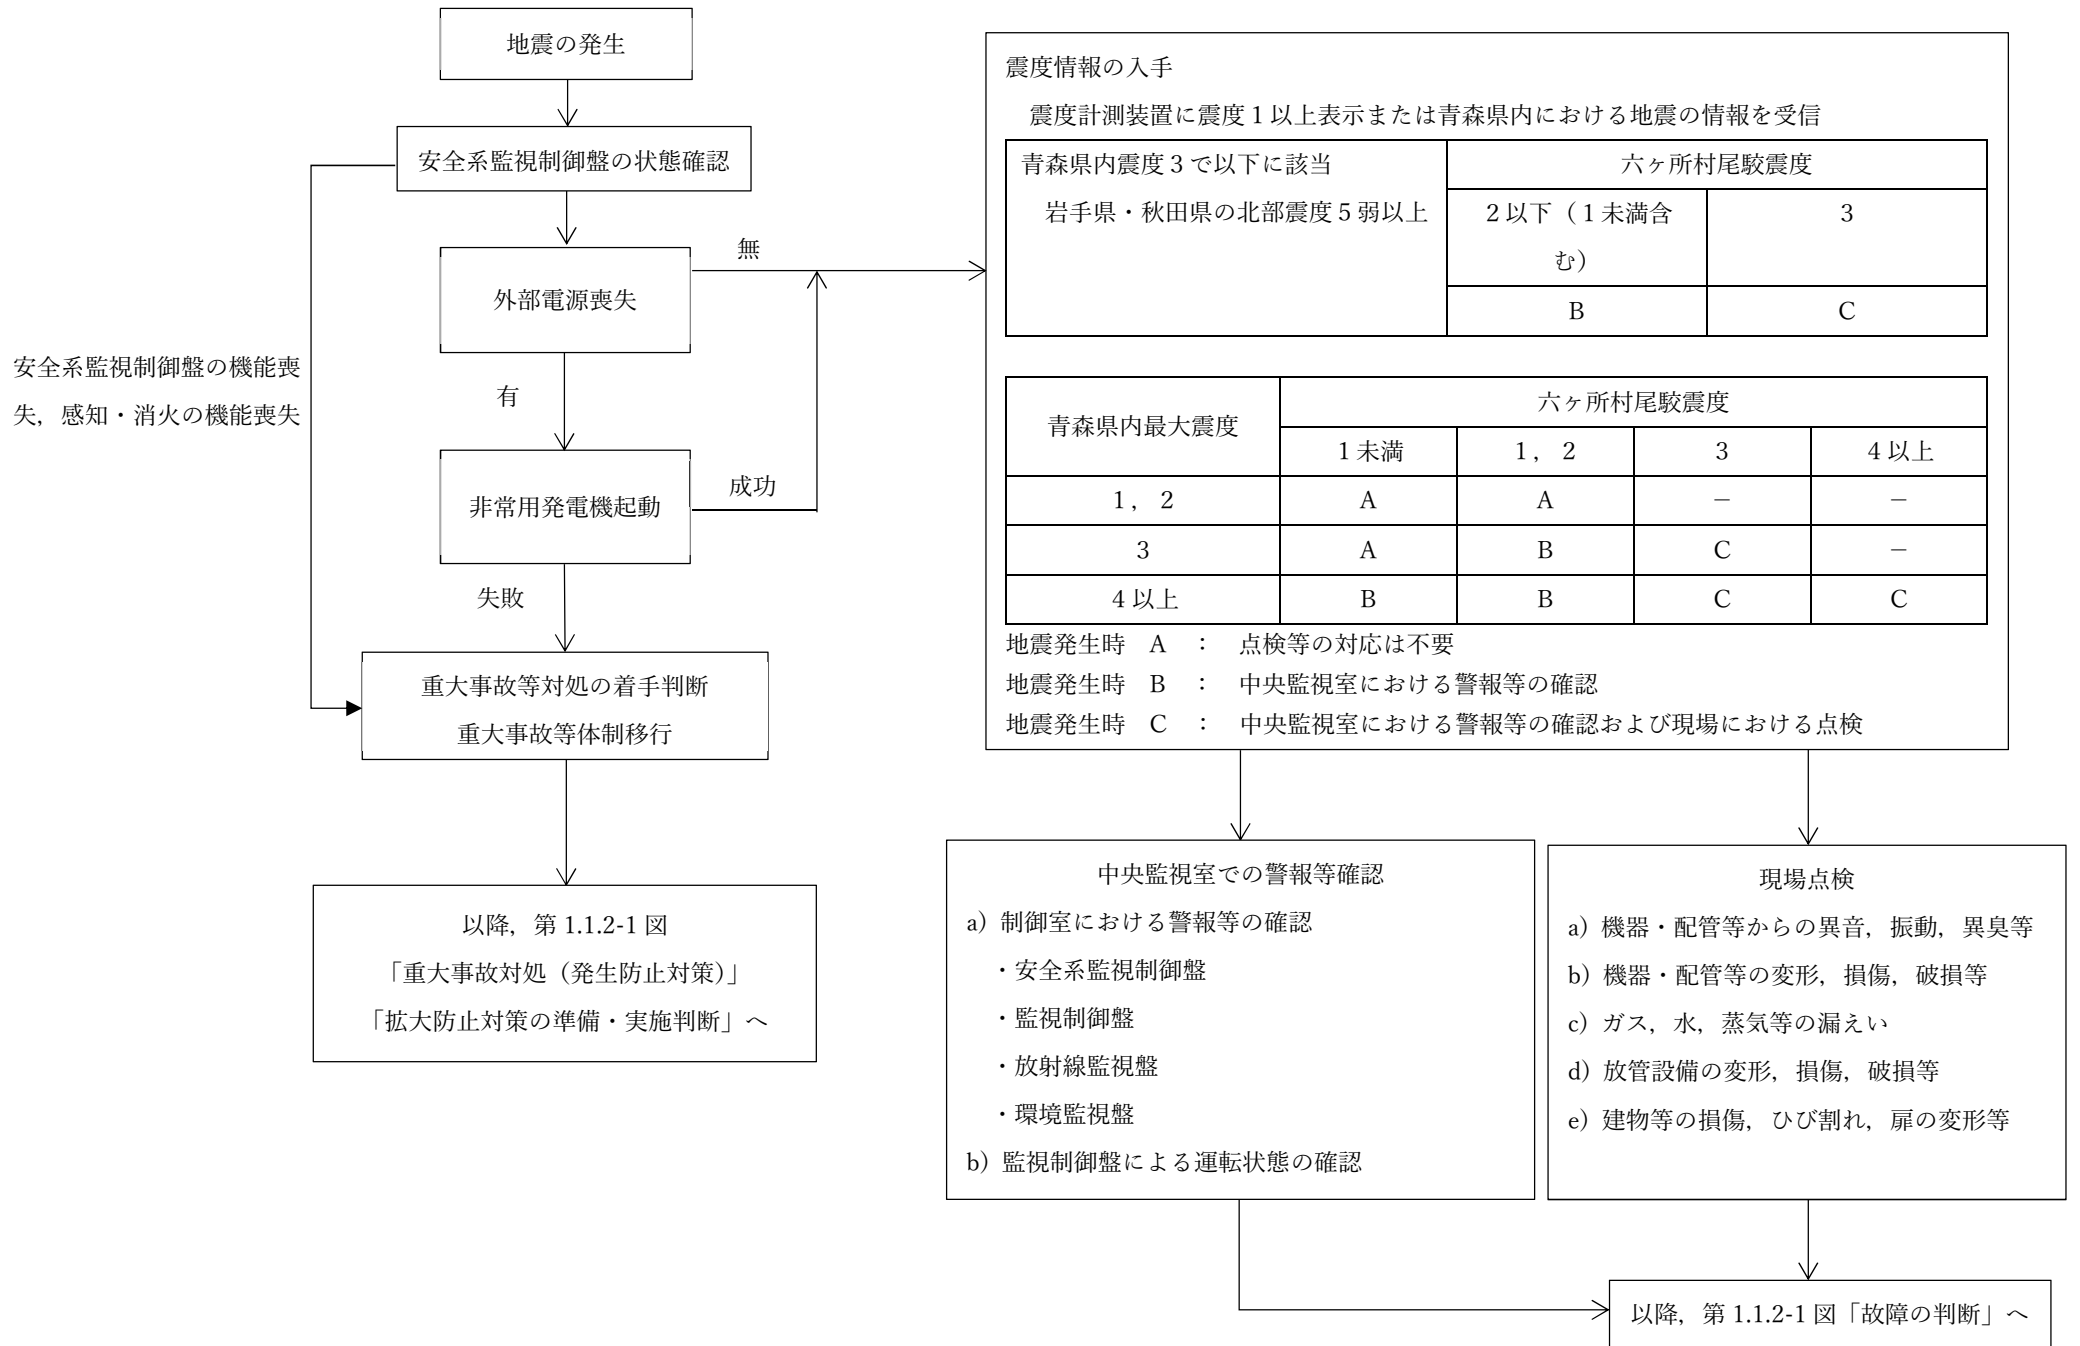 地震の発生
安全系監視制御盤の状態確認
外部電源喪失
無
有
安全系監視制御盤の機能喪
失，感知・消火の機能喪失
非常用発電機起動
成功
失敗
重大事故等対処の着手判断
重大事故等体制移行
以降，第 1.1.2-1 図
「重大事故対処（発生防止対策）」
「拡大防止対策の準備・実施判断」へ
震度情報の入手
震度計測装置に震度１以上表示または青森県内における地震の情報を受信
青森県内震度３で以下に該当
岩手県・秋田県の北部震度５弱以上
六ヶ所村尾駮震度
２以下（１未満含
む）
３
B
C
青森県内最大震度
六ヶ所村尾駮震度
１未満 １，２ ３ ４以上
１，２ A A － －
３ A B C －
４以上 B B C C
地震発生時 A ： 点検等の対応は不要
地震発生時 B ： 中央監視室における警報等の確認
地震発生時 C ： 中央監視室における警報等の確認および現場における点検
中央監視室での警報等確認
a）制御室における警報等の確認
・安全系監視制御盤
・監視制御盤
・放射線監視盤
・環境監視盤
b）監視制御盤による運転状態の確認
現場点検
a）機器・配管等からの異音，振動，異臭等
b）機器・配管等の変形，損傷，破損等
c）ガス，水，蒸気等の漏えい
d）放管設備の変形，損傷，破損等
e）建物等の損傷，ひび割れ，扉の変形等
以降，第 1.1.2-1 図「故障の判断」へ